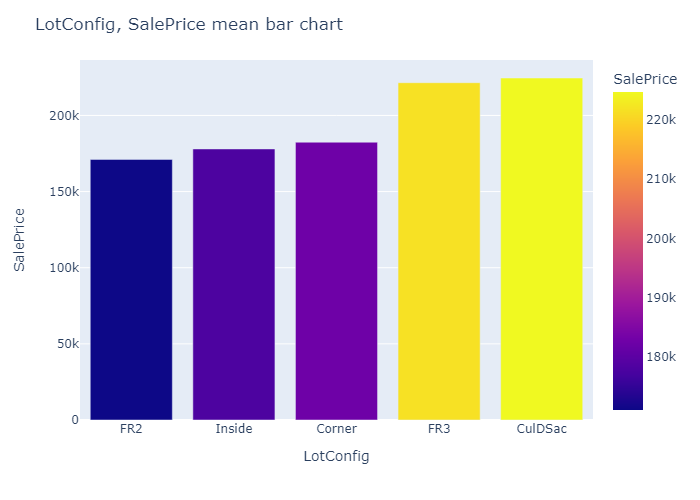 LotConfig, SalePrice mean bar chart
SalePrice
200k
150k
100k
50k
0
FR2
Inside
Corner
FR3
CulDSac
LotConfig
SalePrice
220k
210k
200k
190k
180k